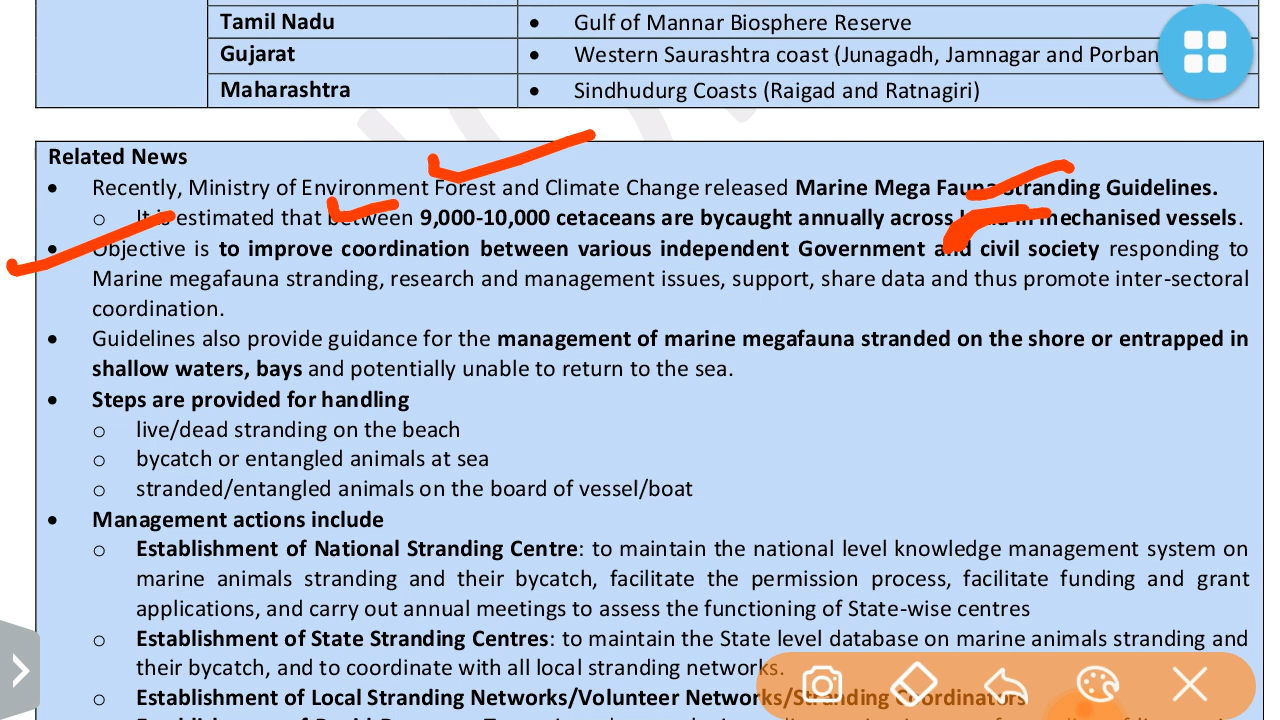 Tamil Nadu • Gulf of Mannar Biosphere Reserve
Gujarat • Western Saurashtra coast (Junagadh, Jamnagar and
Maharashtra • Sindhudurg Coasts (Raigad and Ratnagiri)
Related News
• Recently, Ministry of Environment Forest and Climate Change released Marine Mega Fauna Stranding Guidelines.
o It is estimated that between 9,000-10,000 cetaceans are bycaught annually across in mechanised vessels.
• Objective is to improve coordination between various independent Government and civil society responding to
Marine megafauna stranding, research and management issues, support, share data and thus promote inter-sectoral
coordination.
• Guidelines also provide guidance for the management of marine megafauna stranded on the shore or entrapped in
shallow waters, bays and potentially unable to return to the sea.
• Steps are provided for handling
o live/dead stranding on the beach
o bycatch or entangled animals at sea
o stranded/entangled animals on the board of vessel/boat
• Management actions include
o Establishment of National Stranding Centre: to maintain the national level knowledge management system on
marine animals stranding and their bycatch, facilitate the permission process, facilitate funding and grant
applications, and carry out annual meetings to assess the functioning of State-wise centres
o Establishment of State Stranding Centres: to maintain the State level database on marine animals stranding and
their bycatch, and to coordinate with all local stranding networks.
o Establishment of Local Stranding Networks/Volunteer Networks/Stranding Coordinators